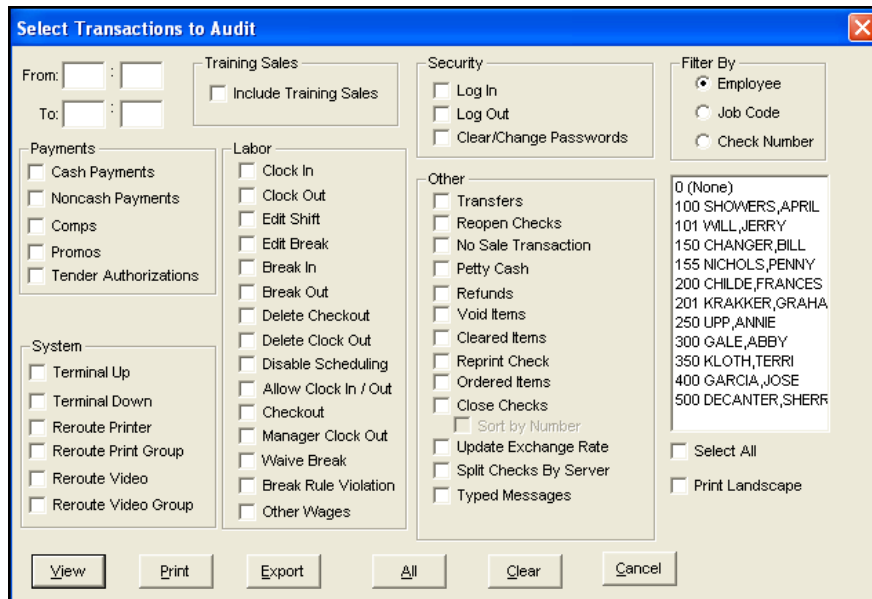 Select Transactions to Audit
From: :
To: :
Training Sales
Include Training Sales
Security
Log In
Log Out
Clear/Change Passwords
Filter By
Employee
Job Code
Check Number
Payments
Cash Payments
Noncash Payments
Comps
Promos
Tender Authorizations
Labor
Clock In
Clock Out
Edit Shift
Edit Break
Break In
Break Out
Delete Checkout
Delete Clock Out
Disable Scheduling
Allow Clock In / Out
Checkout
Manager Clock Out
Waive Break
Break Rule Violation
Other Wages
Other
Transfers
Reopen Checks
No Sale Transaction
Petty Cash
Refunds
Void Items
Cleared Items
Reprint Check
Ordered Items
Close Checks
Sort by Number
Update Exchange Rate
Split Checks By Server
Typed Messages
0 (None)
100 SHOWERS,APRIL
101 WILL,JERRY
150 CHANGER,BILL
155 NICHOLS,PENNY
200 CHILDE,FRANCES
201 KRAKKER,GRAHA
250 UPP,ANNIE
300 GALE,ABBY
350 KLOTH,TERRI
400 GARCIA,JOSE
500 DECANTER,SHERR
Select All
Print Landscape
System
Terminal Up
Terminal Down
Reroute Printer
Reroute Print Group
Reroute Video
Reroute Video Group
View
Print
Export
All
Clear
Cancel